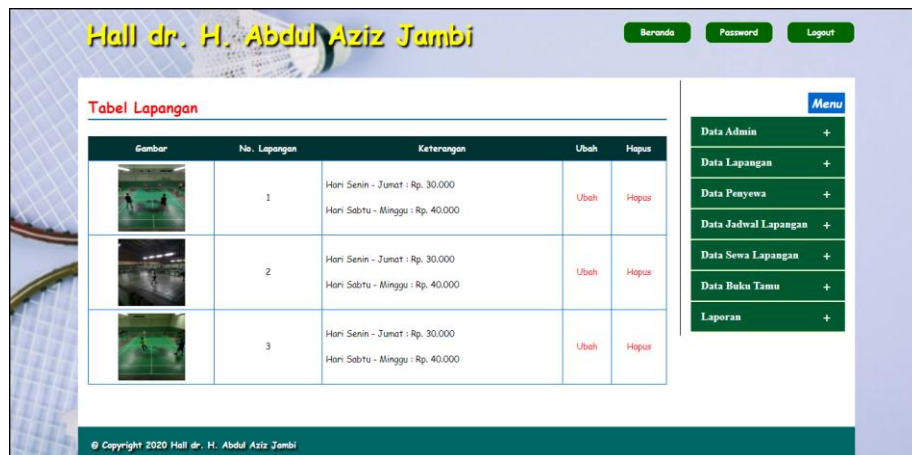 Hall dr. H. Abdul Aziz Jambi
Beranda Password Logout
Tabel Lapangan
Gambar No. Lapangan Keterangan Ubah Hapus
1 Hari Senin - Jumat : Rp. 30.000
Hari Sabtu - Minggu : Rp. 40.000 Ubah Hapus
2 Hari Senin - Jumat : Rp. 30.000
Hari Sabtu - Minggu : Rp. 40.000 Ubah Hapus
3 Hari Senin - Jumat : Rp. 30.000
Hari Sabtu - Minggu : Rp. 40.000 Ubah Hapus
Menu
Data Admin +
Data Lapangan +
Data Penyewa +
Data Jadwal Lapangan +
Data Sewa Lapangan +
Data Buku Tamu +
Laporan +
@ Copyright 2020 Hall dr. H. Abdul Aziz Jambi